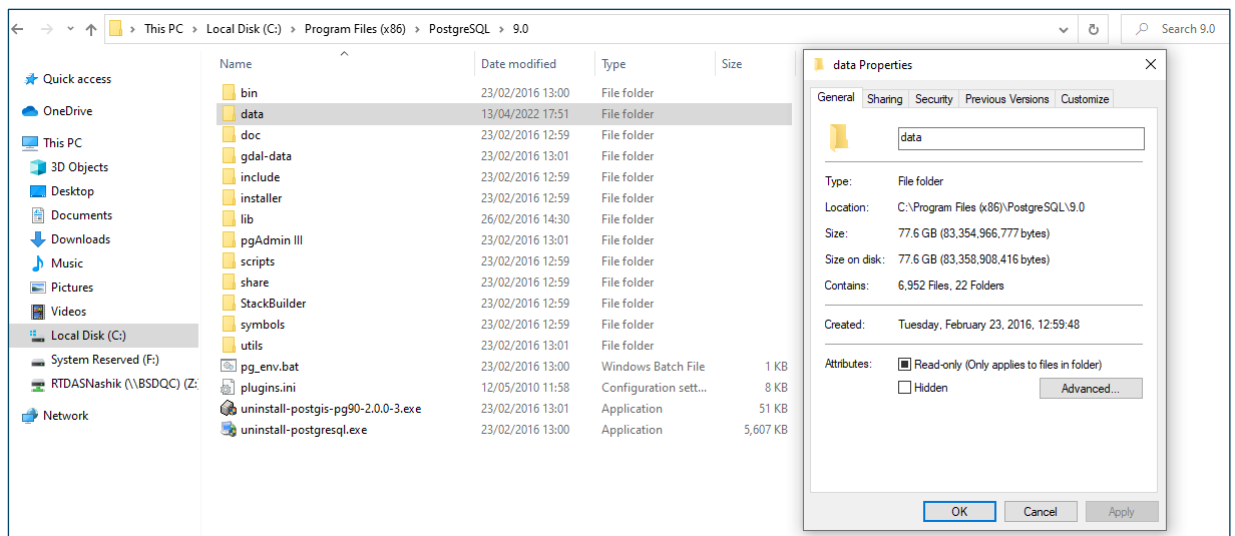 This PC > Local Disk (C:) > Program Files (x86) > PostgreSQL > 9.0
Search 9.0
Quick access
OneDrive
This PC
3D Objects
Desktop
Documents
Downloads
Music
Pictures
Videos
Local Disk (C:)
System Reserved (F:)
RTDASNashik (\\BSDQC) (Z:
Network
Name Date modified Type Size
bin 23/02/2016 13:00 File folder
data 13/04/2022 17:51 File folder
doc 23/02/2016 12:59 File folder
gdal-data 23/02/2016 13:01 File folder
include 23/02/2016 12:59 File folder
installer 23/02/2016 12:59 File folder
lib 26/02/2016 14:30 File folder
pgAdmin III 23/02/2016 13:01 File folder
scripts 23/02/2016 12:59 File folder
share 23/02/2016 12:59 File folder
StackBuilder 23/02/2016 12:59 File folder
symbols 23/02/2016 12:59 File folder
utils 23/02/2016 13:01 File folder
pg_env.bat 23/02/2016 13:00 Windows Batch File 1 KB
plugins.ini 12/05/2010 11:58 Configuration sett... 8 KB
uninstall-postgis-pg90-2.0.0-3.exe 23/02/2016 13:01 Application 51 KB
uninstall-postgresql.exe 23/02/2016 13:00 Application 5,607 KB
data Properties
General Sharing Security Previous Versions Customize
data
Type: File folder
Location: C:\Program Files (x86)\PostgreSQL\9.0
Size: 77.6 GB (83,354,966,777 bytes)
Size on disk: 77.6 GB (83,358,908,416 bytes)
Contains: 6,952 Files, 22 Folders
Created: Tuesday, February 23, 2016, 12:59:48
Attributes: Read-only (Only applies to files in folder)
Hidden Advanced...
OK Cancel Apply